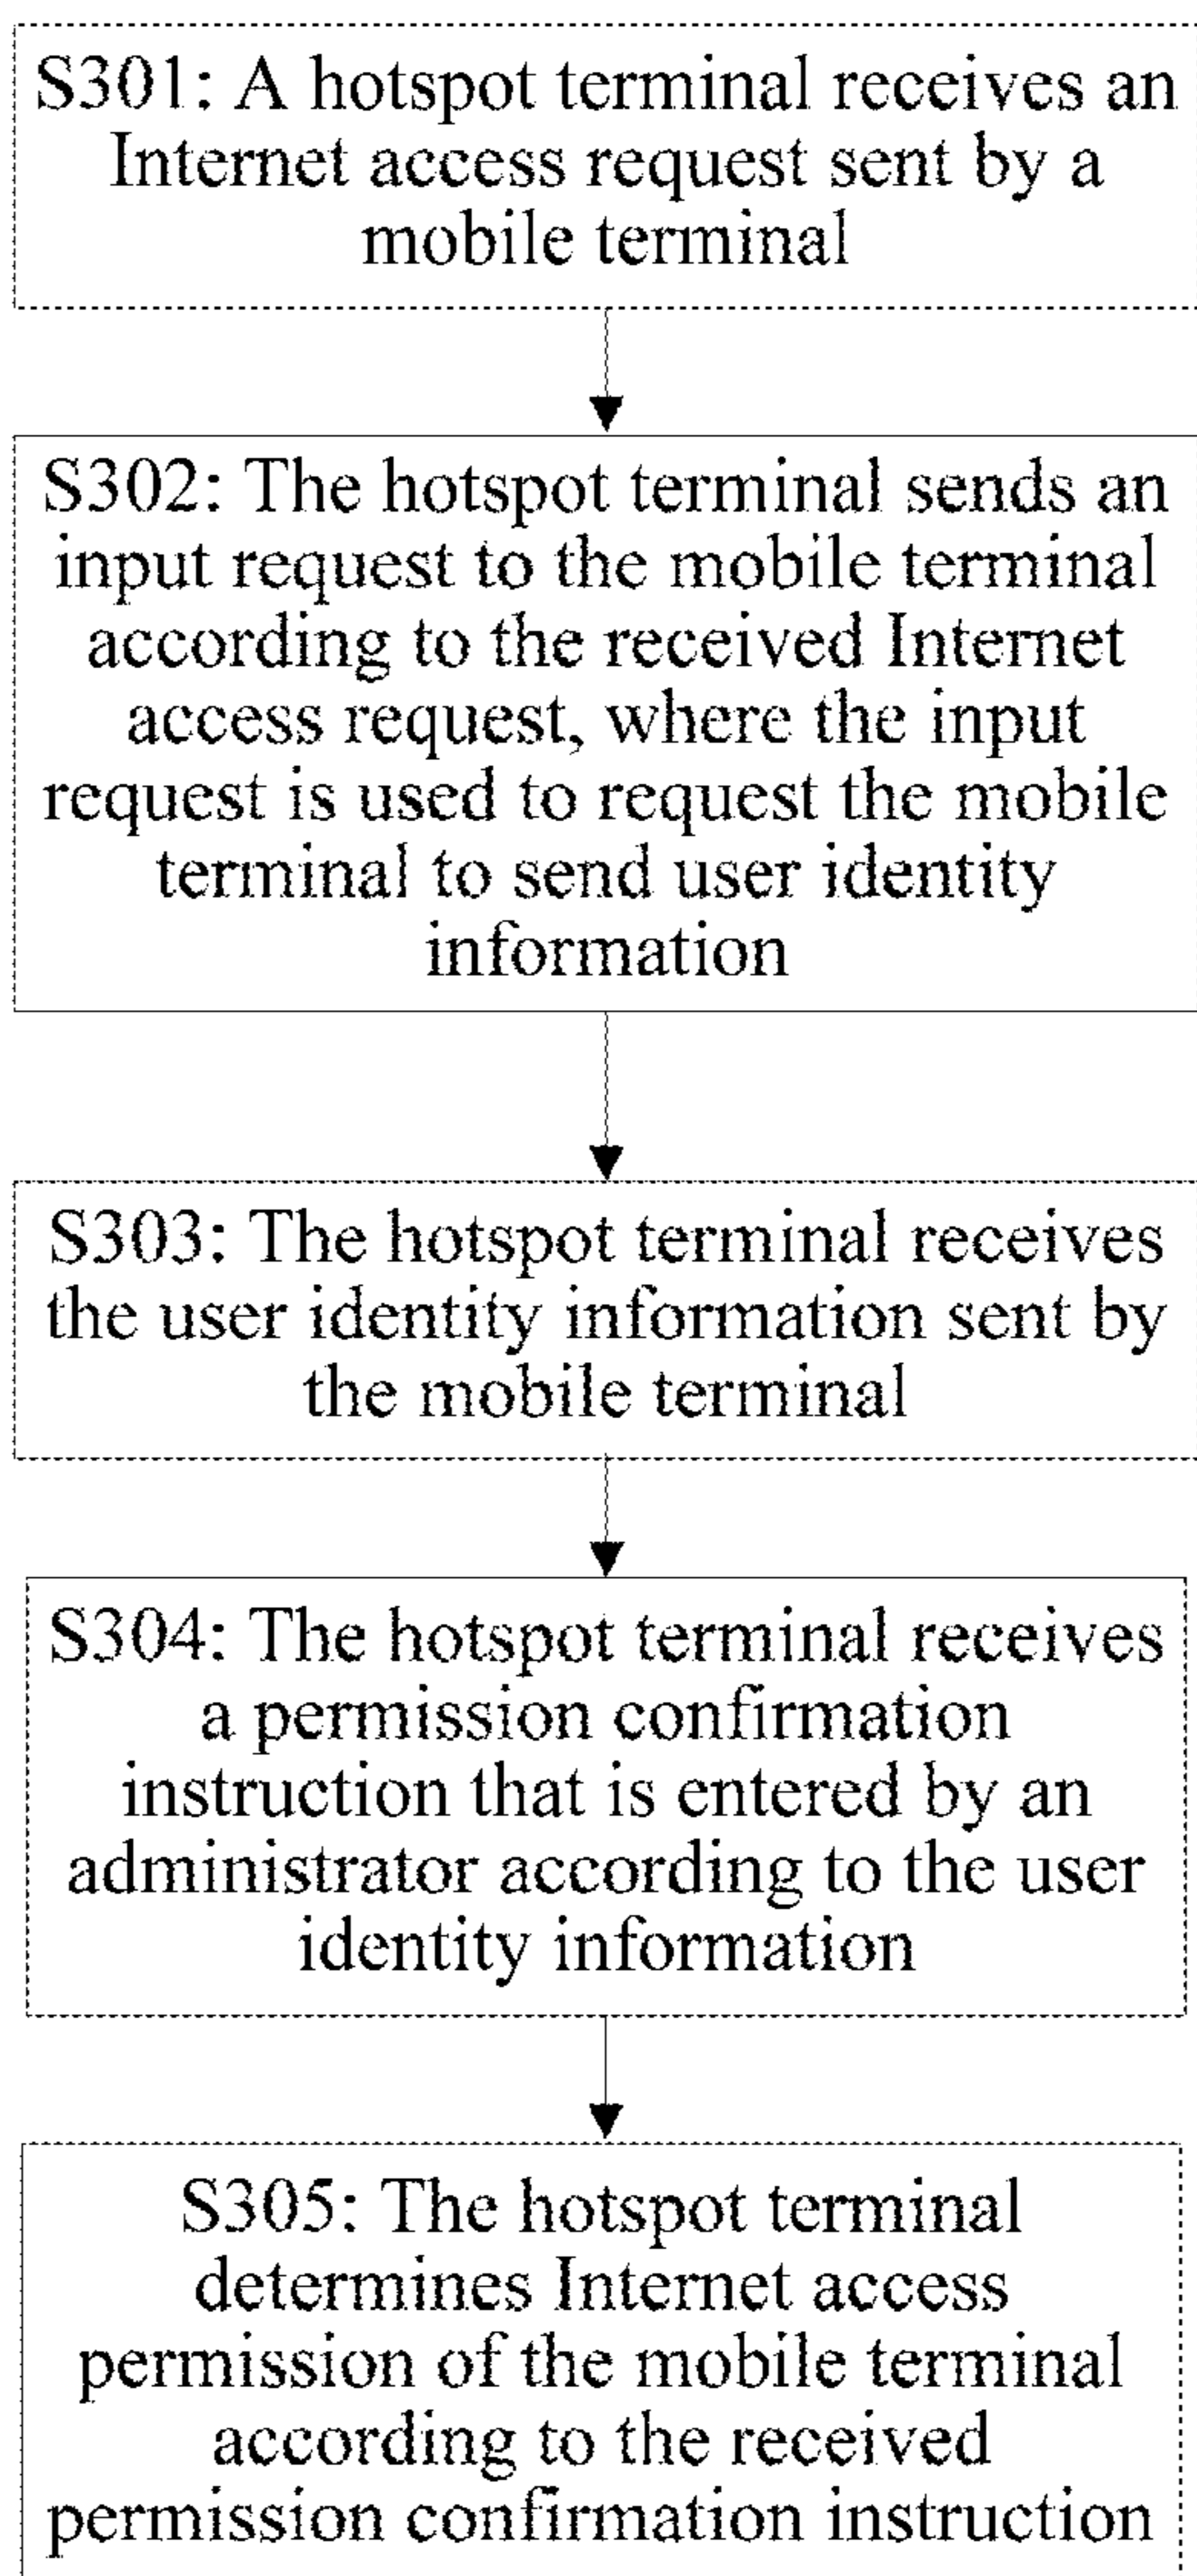 S301: A hotspot terminal receives an
Internet access request sent by a
mobile terminal
S302: The hotspot terminal sends an
input request to the mobile terminal
according to the received Internet
access request, where the input
request is used to request the mobile
terminal to send user identity
information
S303: The hotspot terminal receives
the user identity information sent by
the mobile terminal
S304: The hotspot terminal receives
a permission confirmation
instruction that is entered by an
administrator according to the user
identity information
S305: The hotspot terminal
determines Internet access
permission of the mobile terminal
according to the received
permission confirmation instruction